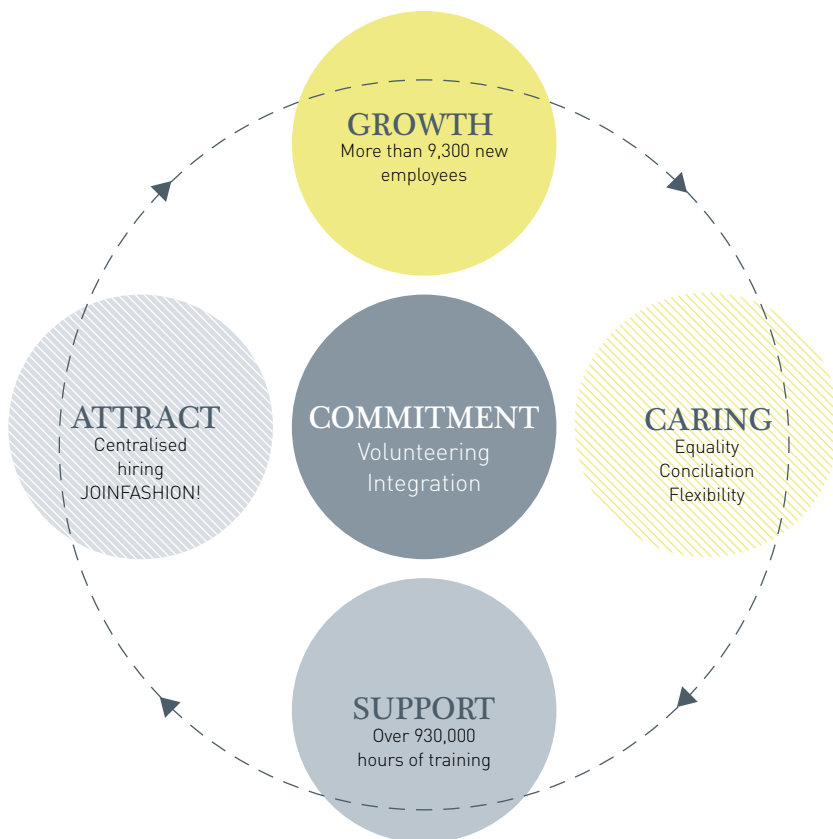 GROWTH
More than 9,300 new
employees
ATTRACT
Centralised
hiring
JOINFASHION!
COMMITMENT
Volunteering
Integration
CARING
Equality
Conciliation
Flexibility
SUPPORT
Over 930,000
hours of training